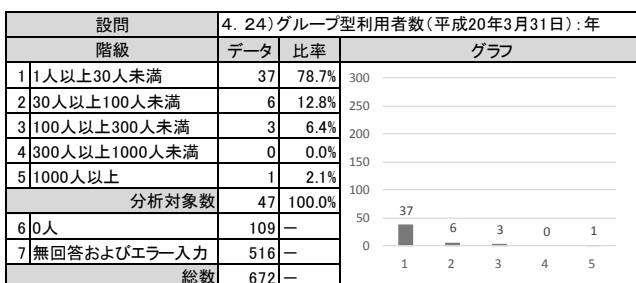 設問 4. 24)グループ型利用者数(平成20年3月31日):年
階級 データ 比率 グラフ
1 1人以上30人未満 37 78.7%
2 30人以上100人未満 6 12.8%
3 100人以上300人未満 3 6.4%
4 300人以上1000人未満 0 0.0%
5 1000人以上 1 2.1%
分析対象数 47 100.0%
6 0人 109 ―
7 無回答およびエラー入力 516 ―
総数 672 ―
300
250
200
150
100
50
0
37 6 3 0 1
1 2 3 4 5